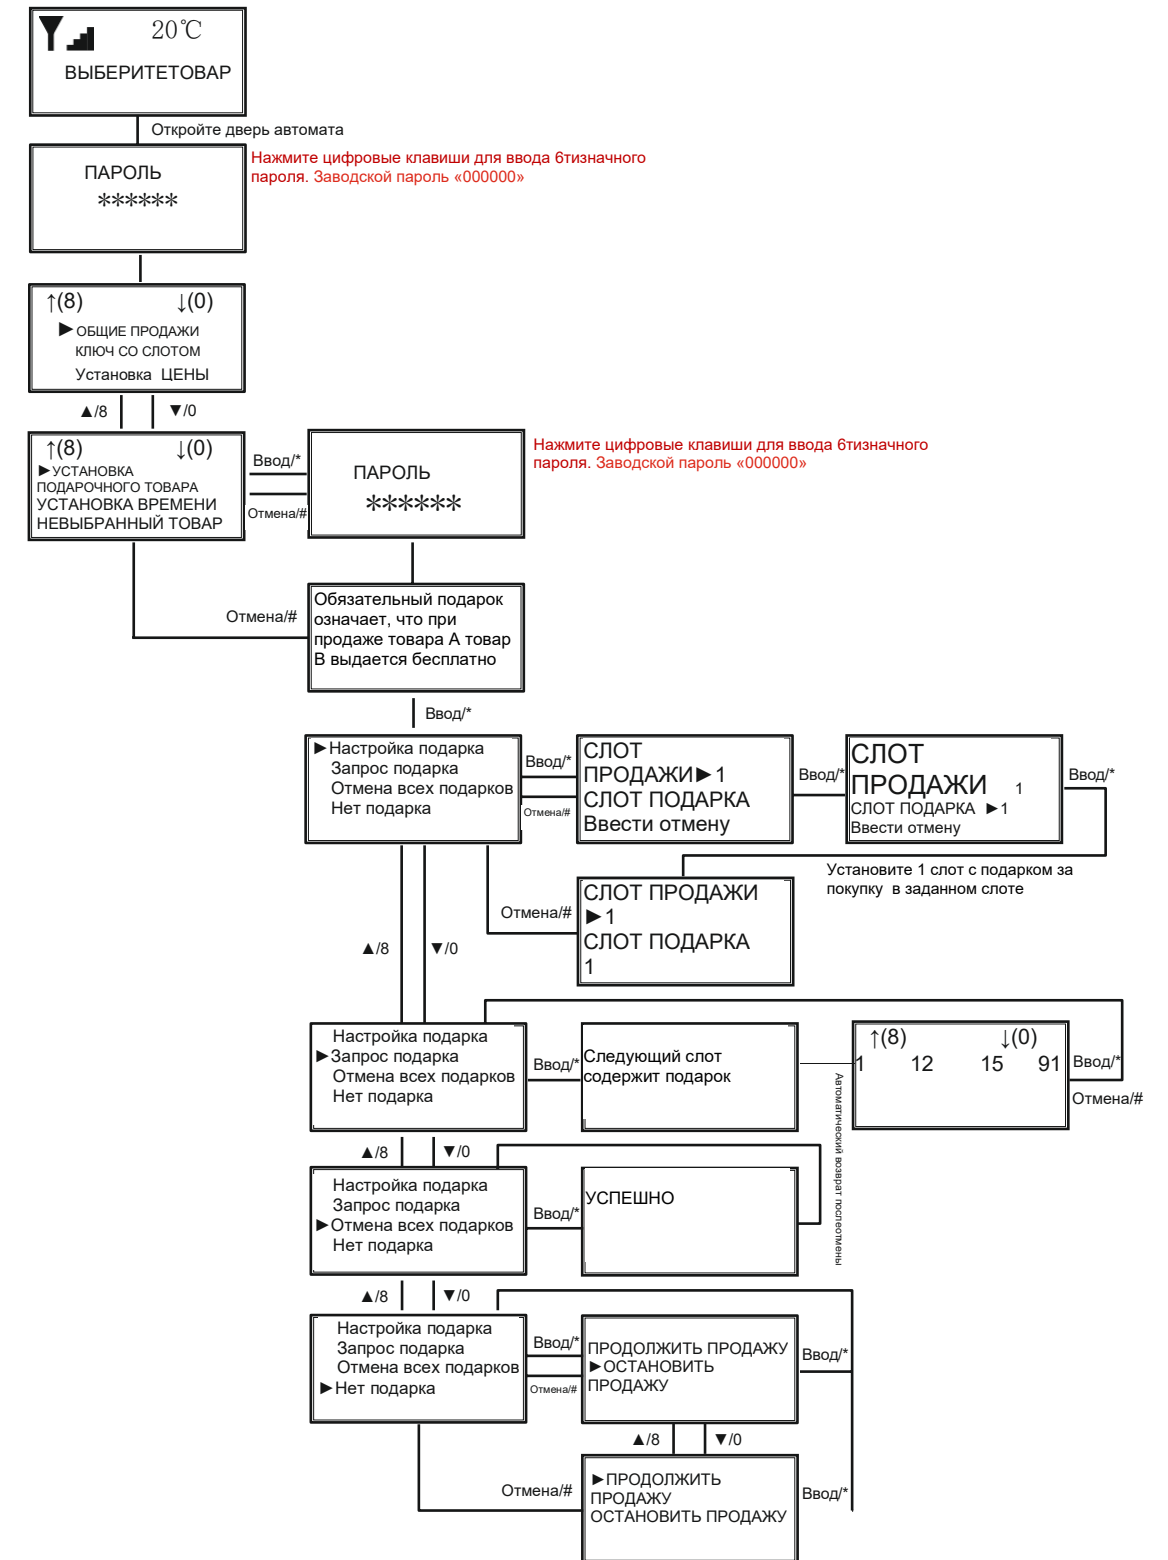 20℃
ВЫБЕРИТЕТОВАР
Откройте дверь автомата
ПАРОЛЬ
******
Нажмите цифровые клавиши для ввода 6тизначного
пароля. Заводской пароль «000000»
↑(8) ↓(0)
►ОБЩИЕ ПРОДАЖИ
КЛЮЧ СО СЛОТОМ
Установка ЦЕНЫ
▲/8 ▼/0
↑(8) ↓(0)
►УСТАНОВКА
ПОДАРОЧНОГО ТОВАРА
УСТАНОВКА ВРЕМЕНИ
НЕВЫБРАННЫЙ ТОВАР
Ввод/*
Отмена/#
ПАРОЛЬ
******
Нажмите цифровые клавиши для ввода 6тизначного
пароля. Заводской пароль «000000»
Отмена/#
Обязательный подарок
означает, что при
продаже товара А товар
В выдается бесплатно
Ввод/*
►Настройка подарка
Запрос подарка
Отмена всех подарков
Нет подарка
Ввод/*
Отмена/#
СЛОТ
ПРОДАЖИ►1
СЛОТ ПОДАРКА
Ввести отмену
Ввод/*
СЛОТ
ПРОДАЖИ 1
СЛОТ ПОДАРКА ►1
Ввести отмену
Ввод/*
Установите 1 слот с подарком за
покупку в заданном слоте
Отмена/#
СЛОТ ПРОДАЖИ
►1
СЛОТ ПОДАРКА
1
▲/8 ▼/0
Настройка подарка
►Запрос подарка
Отмена всех подарков
Нет подарка
Ввод/*
Следующий слот
содержит подарок
↑(8) ↓(0)
1 12 15 91
Ввод/*
Отмена/#
Автоматический возврат послеотмены
▲/8 ▼/0
Настройка подарка
Запрос подарка
►Отмена всех подарков
Нет подарка
Ввод/*
УСПЕШНО
▲/8 ▼/0
Настройка подарка
Запрос подарка
Отмена всех подарков
►Нет подарка
Ввод/*
Отмена/#
ПРОДОЛЖИТЬ ПРОДАЖУ
►ОСТАНОВИТЬ
ПРОДАЖУ
Ввод/*
▲/8 ▼/0
Отмена/#
►ПРОДОЛЖИТЬ
ПРОДАЖУ
ОСТАНОВИТЬ ПРОДАЖУ
Ввод/*